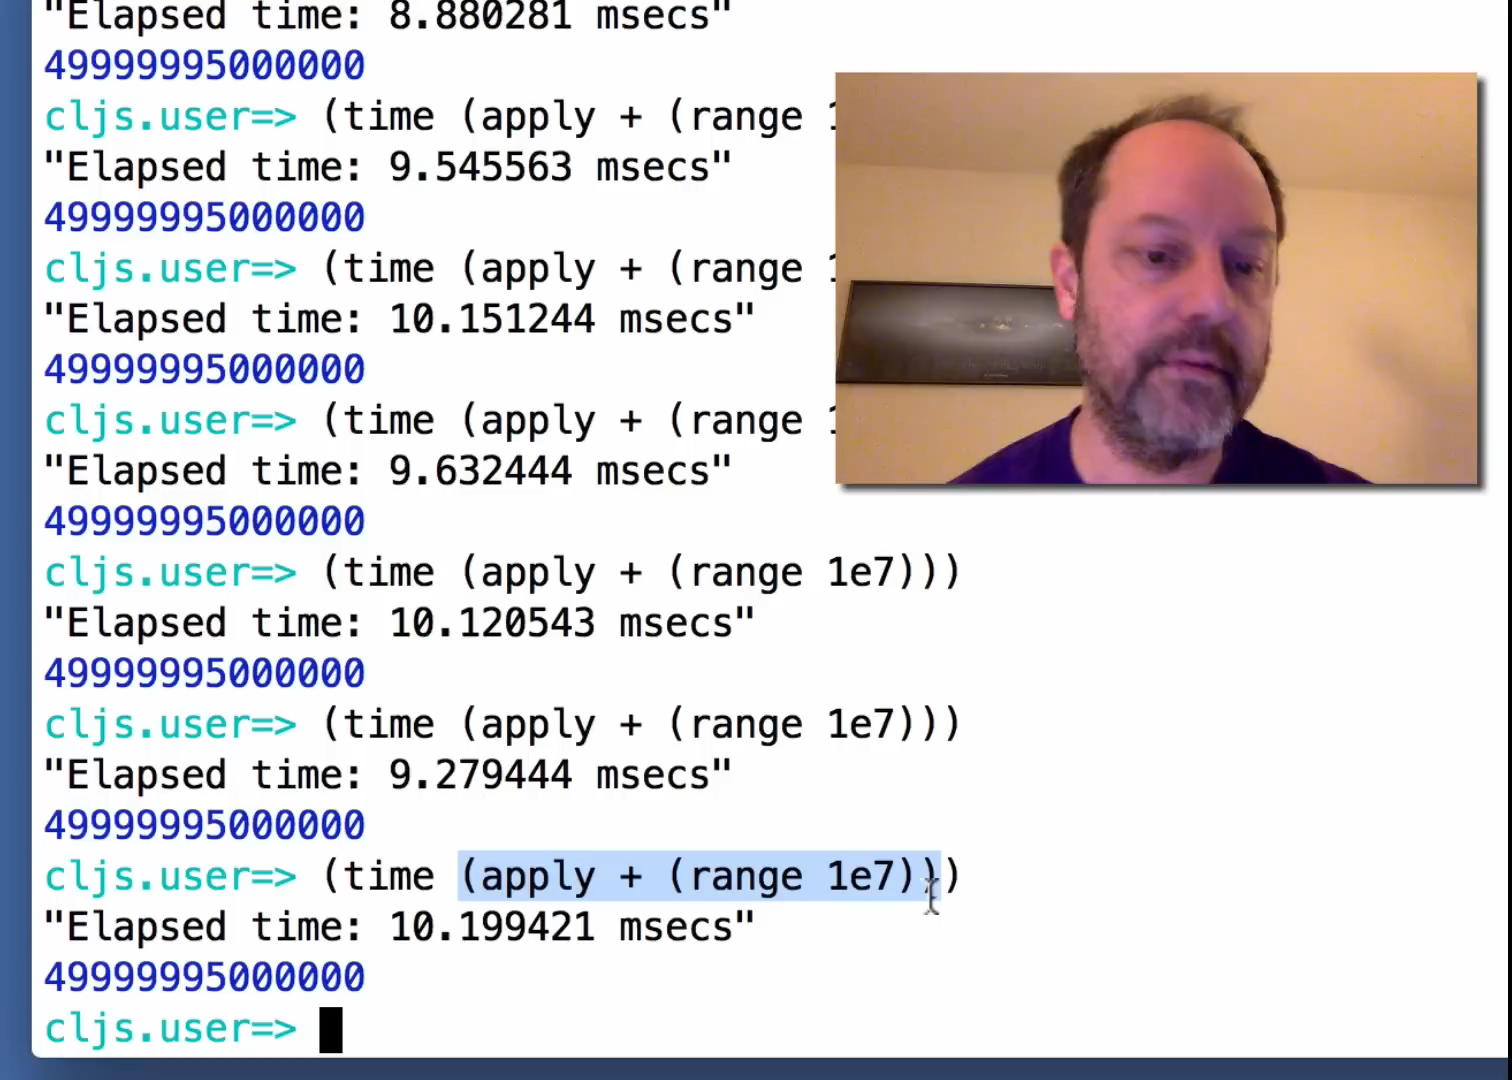 "Elapsed time: 8.880281 msecs"
49999995000000
cljs.user=> (time (apply + (range 1
"Elapsed time: 9.545563 msecs"
49999995000000
cljs.user=> (time (apply + (range 1
"Elapsed time: 10.151244 msecs"
49999995000000
cljs.user=> (time (apply + (range 1
"Elapsed time: 9.632444 msecs"
49999995000000
cljs.user=> (time (apply + (range 1e7)))
"Elapsed time: 10.120543 msecs"
49999995000000
cljs.user=> (time (apply + (range 1e7)))
"Elapsed time: 9.279444 msecs"
49999995000000
cljs.user=> (time (apply + (range 1e7)))
"Elapsed time: 10.199421 msecs"
49999995000000
cljs.user=>